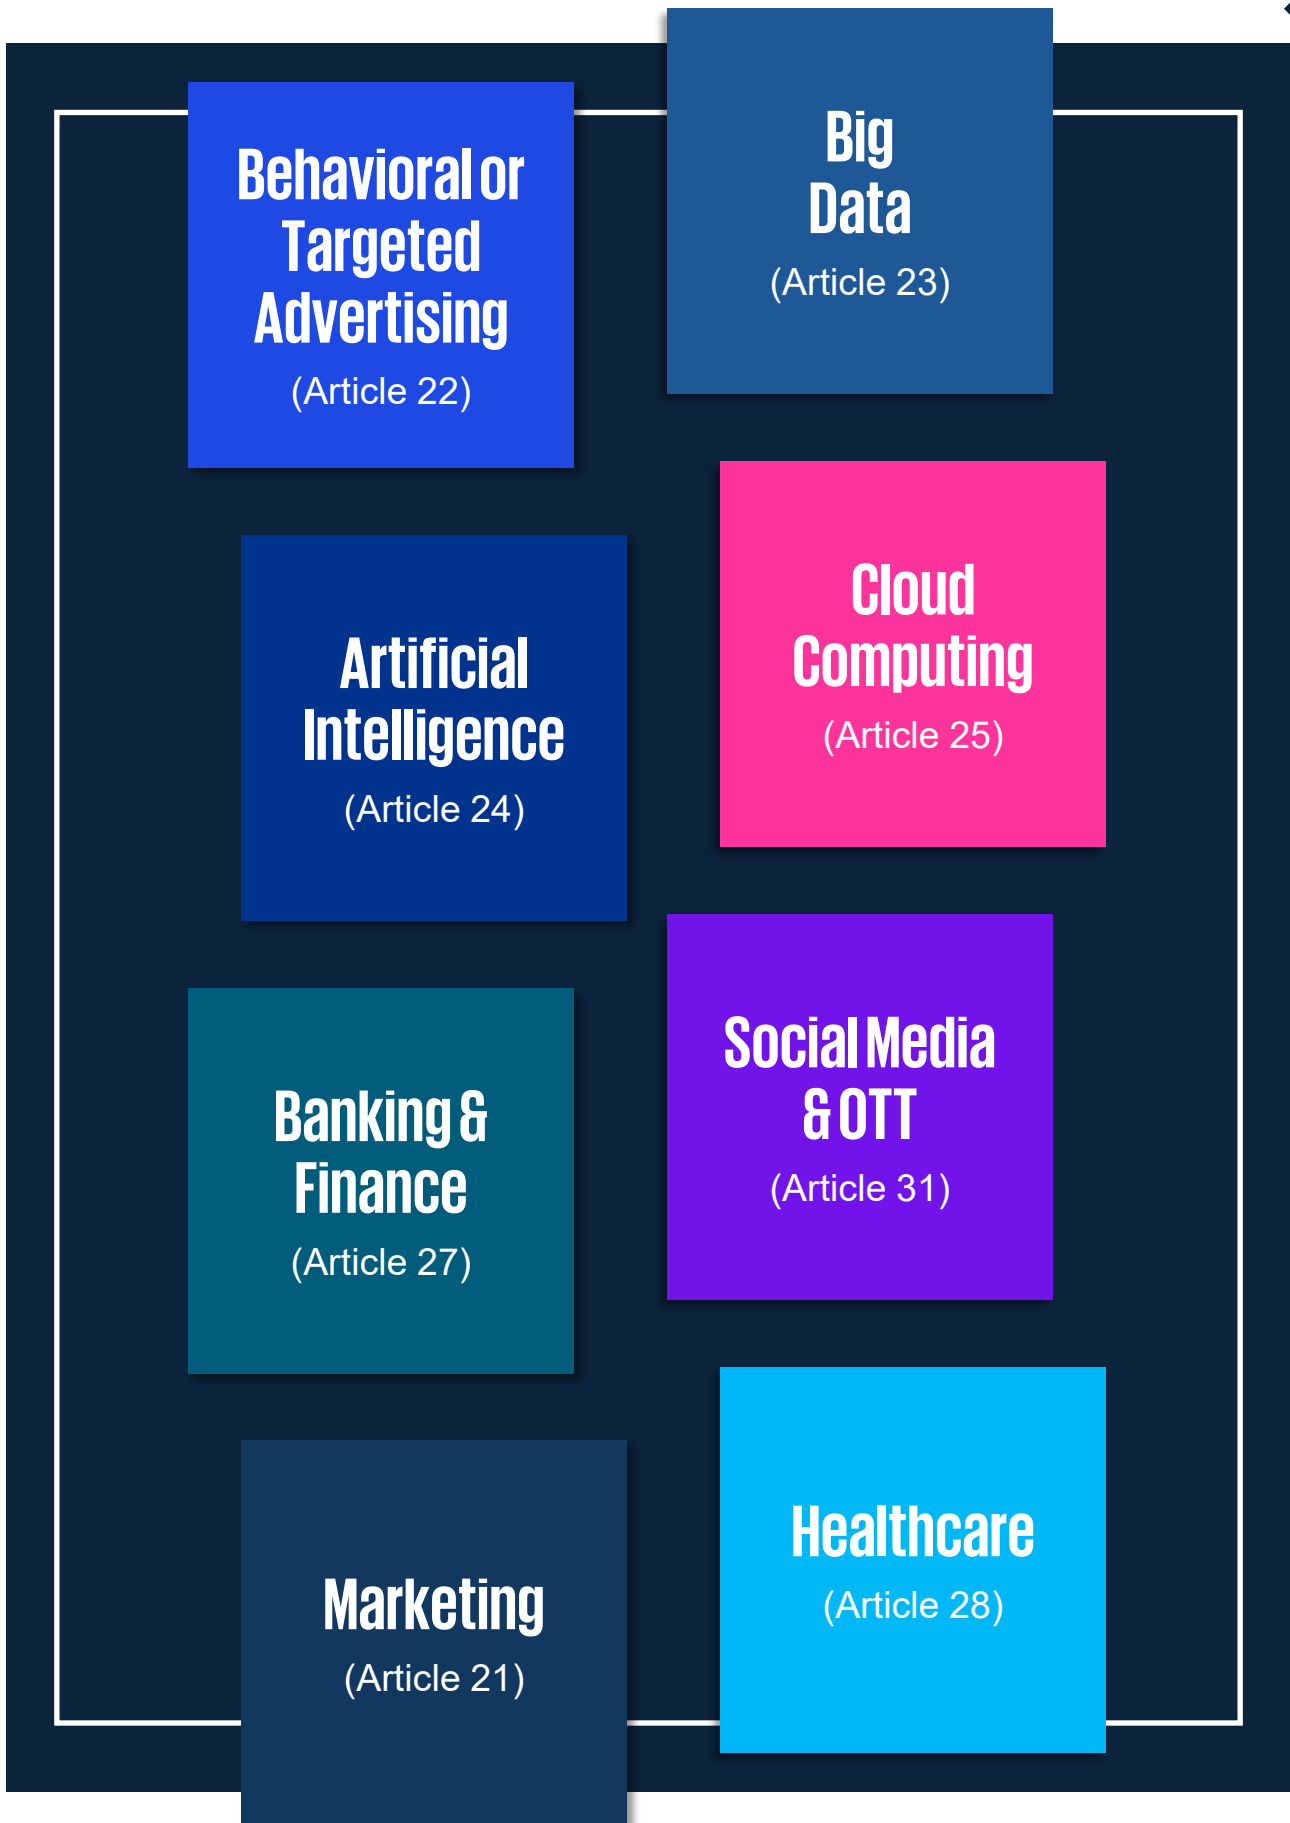 Behavioral or
Targeted
Advertising
(Article 22)
Big
Data
(Article 23)
Artificial
Intelligence
(Article 24)
Cloud
Computing
(Article 25)
Banking &
Finance
(Article 27)
Social Media
& OTT
(Article 31)
Marketing
(Article 21)
Healthcare
(Article 28)